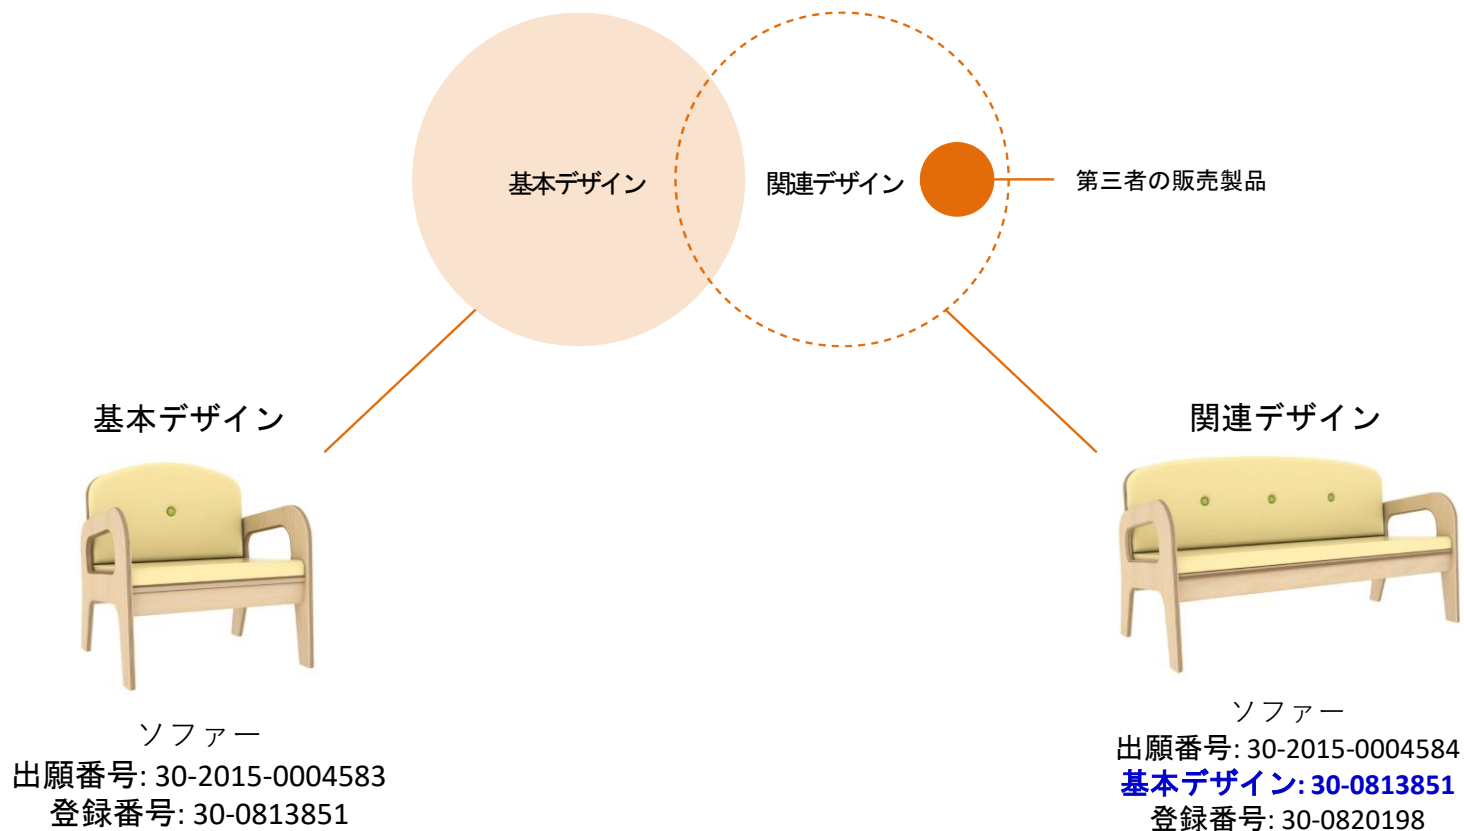 基本デザイン
関連デザイン
第三者の販売製品
基本デザイン
ソファー
出願番号: 30-2015-0004583
登録番号: 30-0813851
関連デザイン
ソファー
出願番号: 30-2015-0004584
基本デザイン: 30-0813851
登録番号: 30-0820198